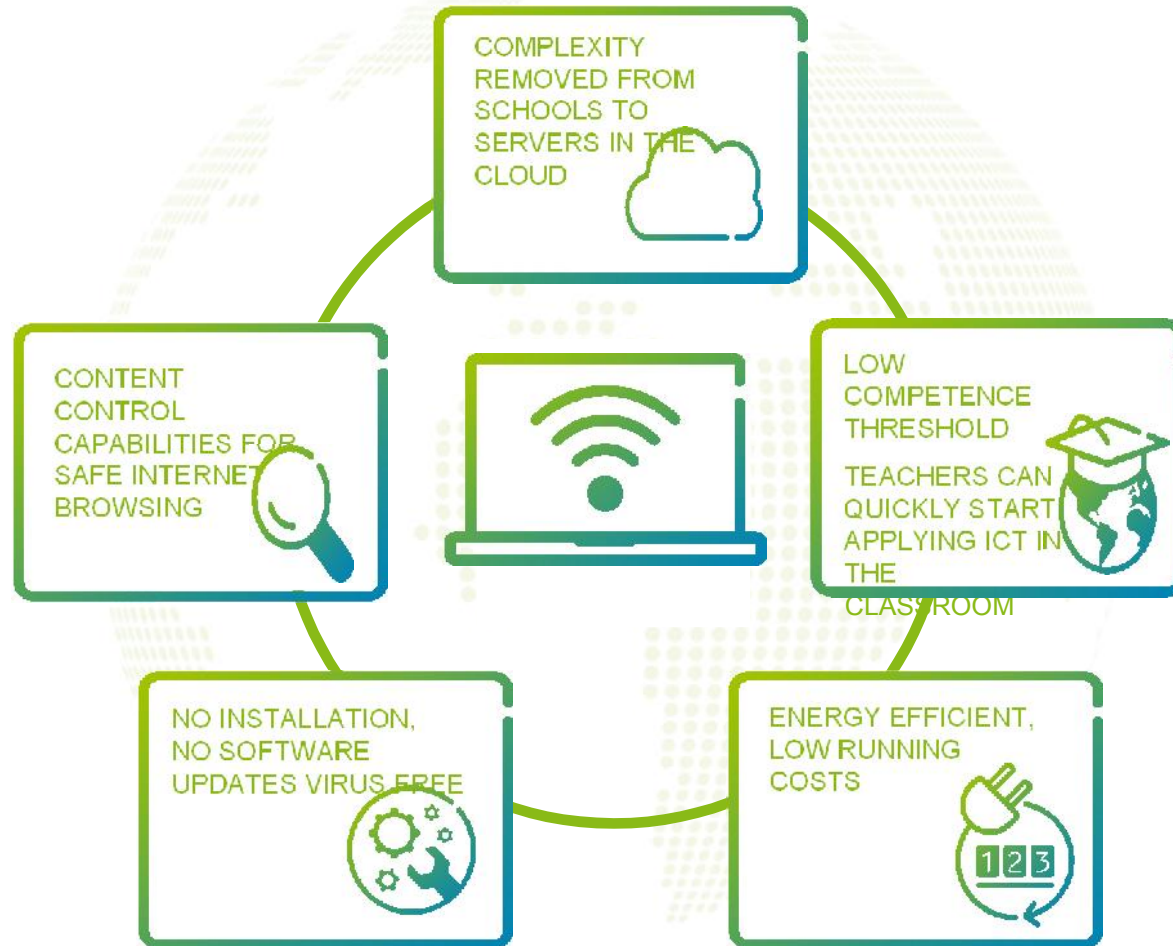 COMPLEXITY
REMOVED FROM
SCHOOLS TO
SERVERS IN THE
CLOUD
CONTENT
CONTROL
CAPABILITIES FOR
SAFE INTERNET
BROWSING
LOW
COMPETENCE
THRESHOLD
TEACHERS CAN
QUICKLY START
APPLYING ICT IN
THE
CLASSROOM
NO INSTALLATION,
NO SOFTWARE
UPDATES VIRUS FREE
ENERGY EFFICIENT,
LOW RUNNING
COSTS
123